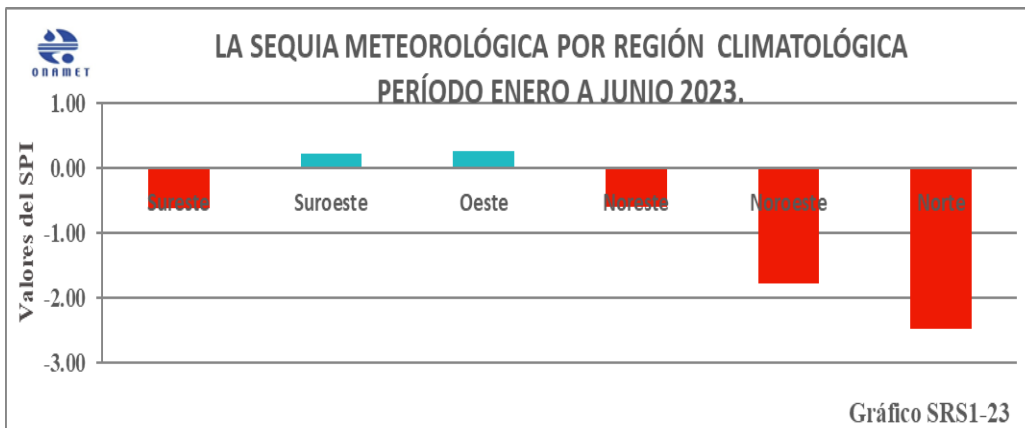 ONAMET
LA SEQUIA METEOROLÓGICA POR REGIÓN CLIMATOLÓGICA
PERÍODO ENERO A JUNIO 2023.
Valores del SPI
1.00
0.00
-1.00
-2.00
-3.00
Sureste Suroeste Oeste Noreste Noroeste Norte
Gráfico SRS1-23